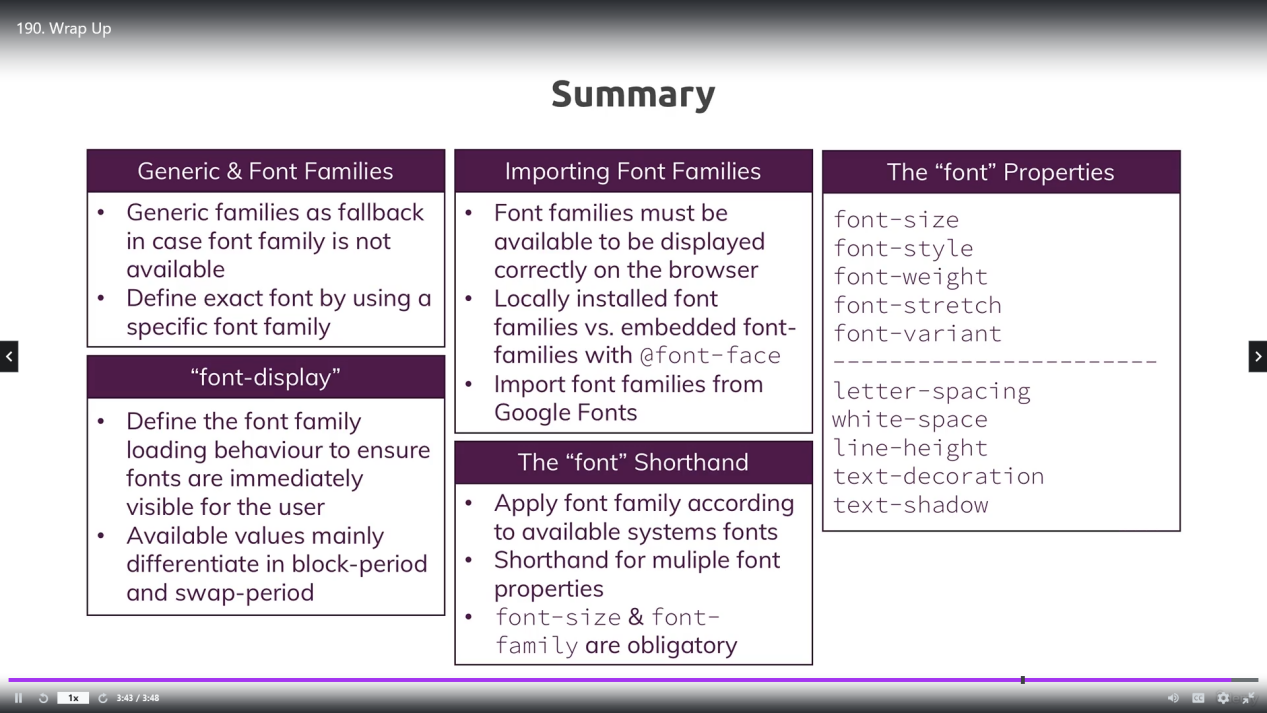 190. Wrap Up
Summary
Generic & Font Families
• Generic families as fallback
in case font family is not
available
• Define exact font by using a
specific font family
“font-display”
• Define the font family
loading behaviour to ensure
fonts are immediately
visible for the user
• Available values mainly
differentiate in block-period
and swap-period
Importing Font Families
• Font families must be
available to be displayed
correctly on the browser
• Locally installed font
families vs. embedded font-
families with @font-face
• Import font families from
Google Fonts
The “font” Shorthand
• Apply font family according
to available systems fonts
• Shorthand for muliple font
properties
• font-size & font-
family are obligatory
The “font” Properties
font-size
font-style
font-weight
font-stretch
font-variant
-----------------------
letter-spacing
white-space
line-height
text-decoration
text-shadow
1x
3:43 / 3:48
CC